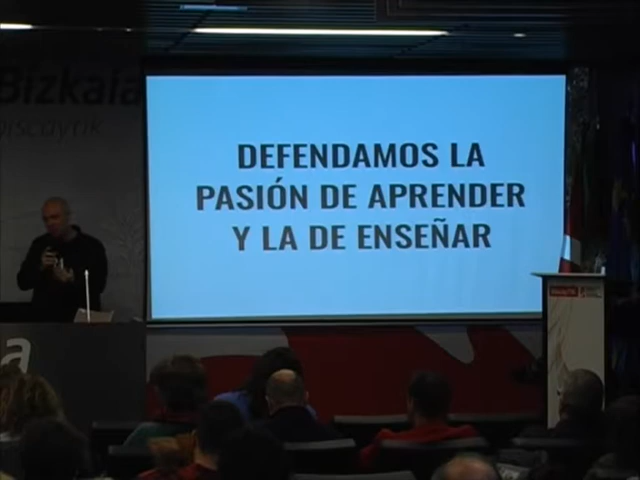 Bizkaia
DEFENDAMOS LA
PASIÓN DE APRENDER
Y LA DE ENSEÑAR